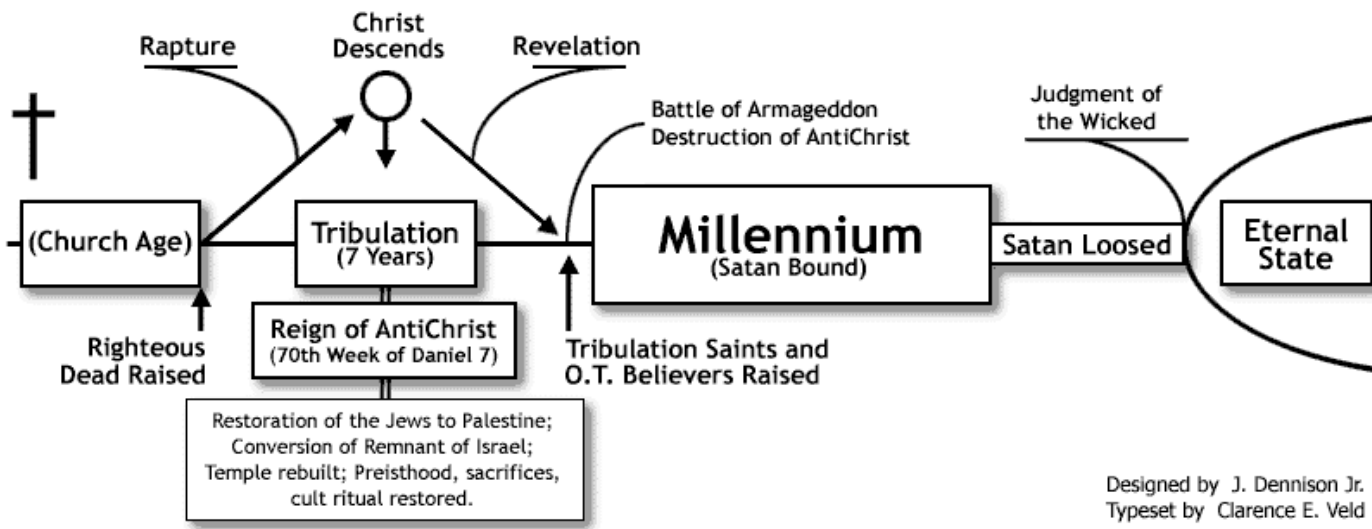 Rapture
Christ
Descends
Revelation
Battle of Armageddon
Destruction of AntiChrist
Judgment of
the Wicked
(Church Age)
Tribulation
(7 Years)
Millennium
(Satan Bound)
Satan Loosed
Eternal
State
Righteous
Dead Raised
Reign of AntiChrist
(70th Week of Daniel 7)
Tribulation Saints and
O.T. Believers Raised
Restoration of the Jews to Palestine;
Conversion of Remnant of Israel;
Temple rebuilt; Preisthood, sacrifices,
cult ritual restored.
Designed by J. Dennison Jr.
Typeset by Clarence E. Veld